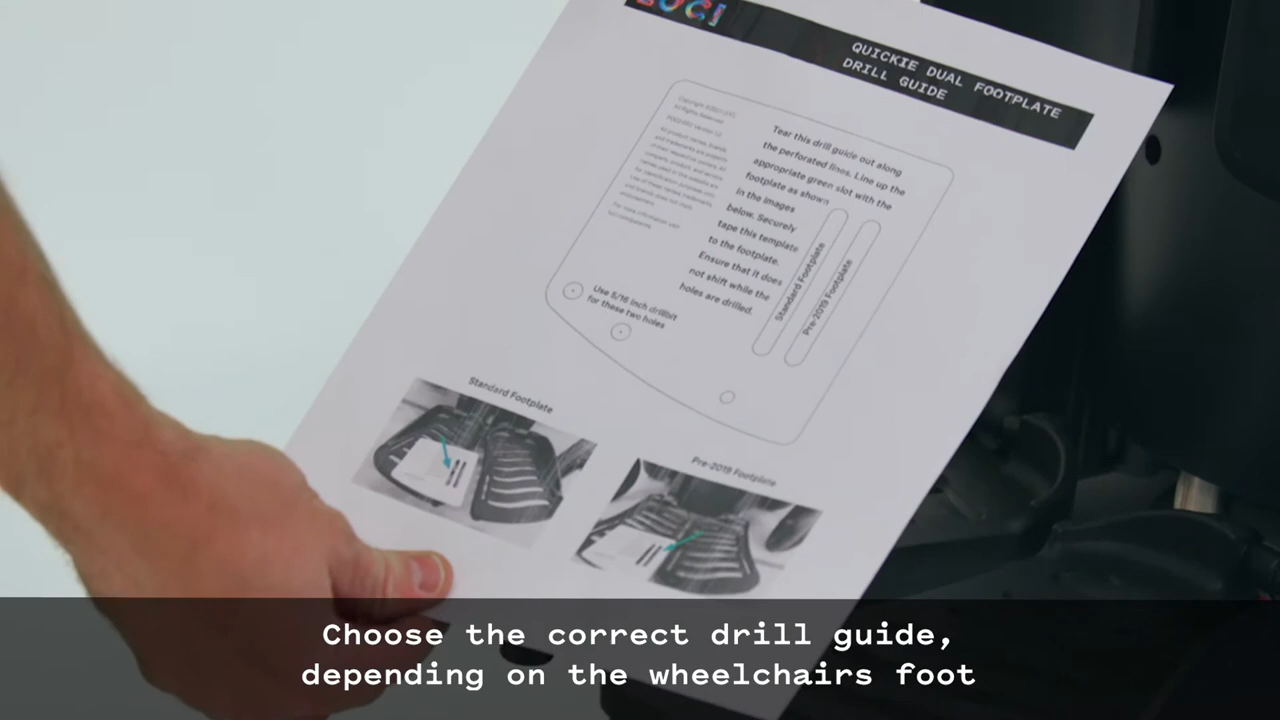 LUCI
QUICKIE DUAL FOOTPLATE
DRILL GUIDE
All Rights Reserved.
Tear this drill guide out along
the perforated lines. Line up the
appropriate green slot with the
footplate as shown
in the images
below. Securely
tape this template
to the footplate.
Ensure that it does
not shift while the
holes are drilled.
Standard Footplate
Pre-2019 Footplate
Use 5/16 inch drillbit
for these two holes
Standard Footplate
Pre-2019 Footplate
Choose the correct drill guide,
depending on the wheelchairs foot